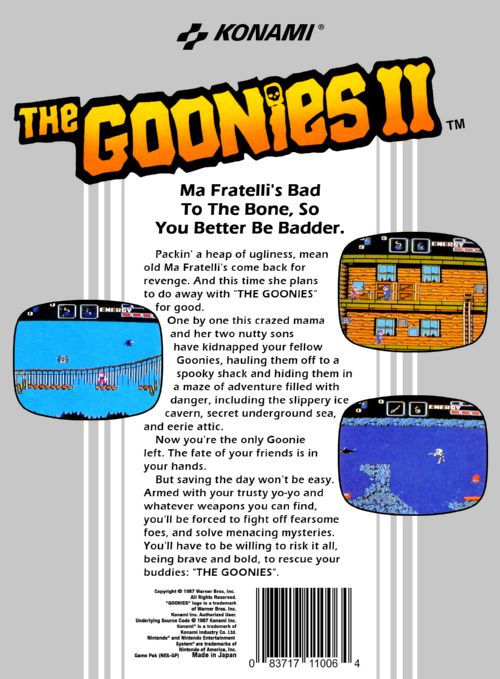 KONAMI®
THE GOONIES II™
Ma Fratelli's Bad
To The Bone, So
You Better Be Badder.
Packin' a heap of ugliness, mean
old Ma Fratelli's come back for
revenge. And this time she plans
to do away with "THE GOONIES"
for good.
One by one this crazed mama
and her two nutty sons
have kidnapped your fellow
Goonies, hauling them off to a
spooky shack and hiding them in
a maze of adventure filled with
danger, including the slippery ice
cavern, secret underground sea,
and eerie attic.
Now you're the only Goonie
left. The fate of your friends is in
your hands.
But saving the day won't be easy.
Armed with your trusty yo-yo and
whatever weapons you can find,
you'll be forced to fight off fearsome
foes, and solve menacing mysteries.
You'll have to be willing to risk it all,
being brave and bold, to rescue your
buddies: "THE GOONIES".
ENERGY
ENERGY
ENERGY
Copyright © 1987 Warner Bros, Inc.
All Rights Reserved.
"GOONIES" logo is a trademark
of Warner Bros. Inc.
Konami Inc. Authorized User.
Underlying Source Code © 1987 Konami Inc.
Konami® is a trademark of
Konami Industry Co. Ltd.
Nintendo® and Nintendo Entertainment
System® are trademarks of
Nintendo of America, Inc.
Game Pak (NES-GP) Made in Japan
0 83717 11006 4